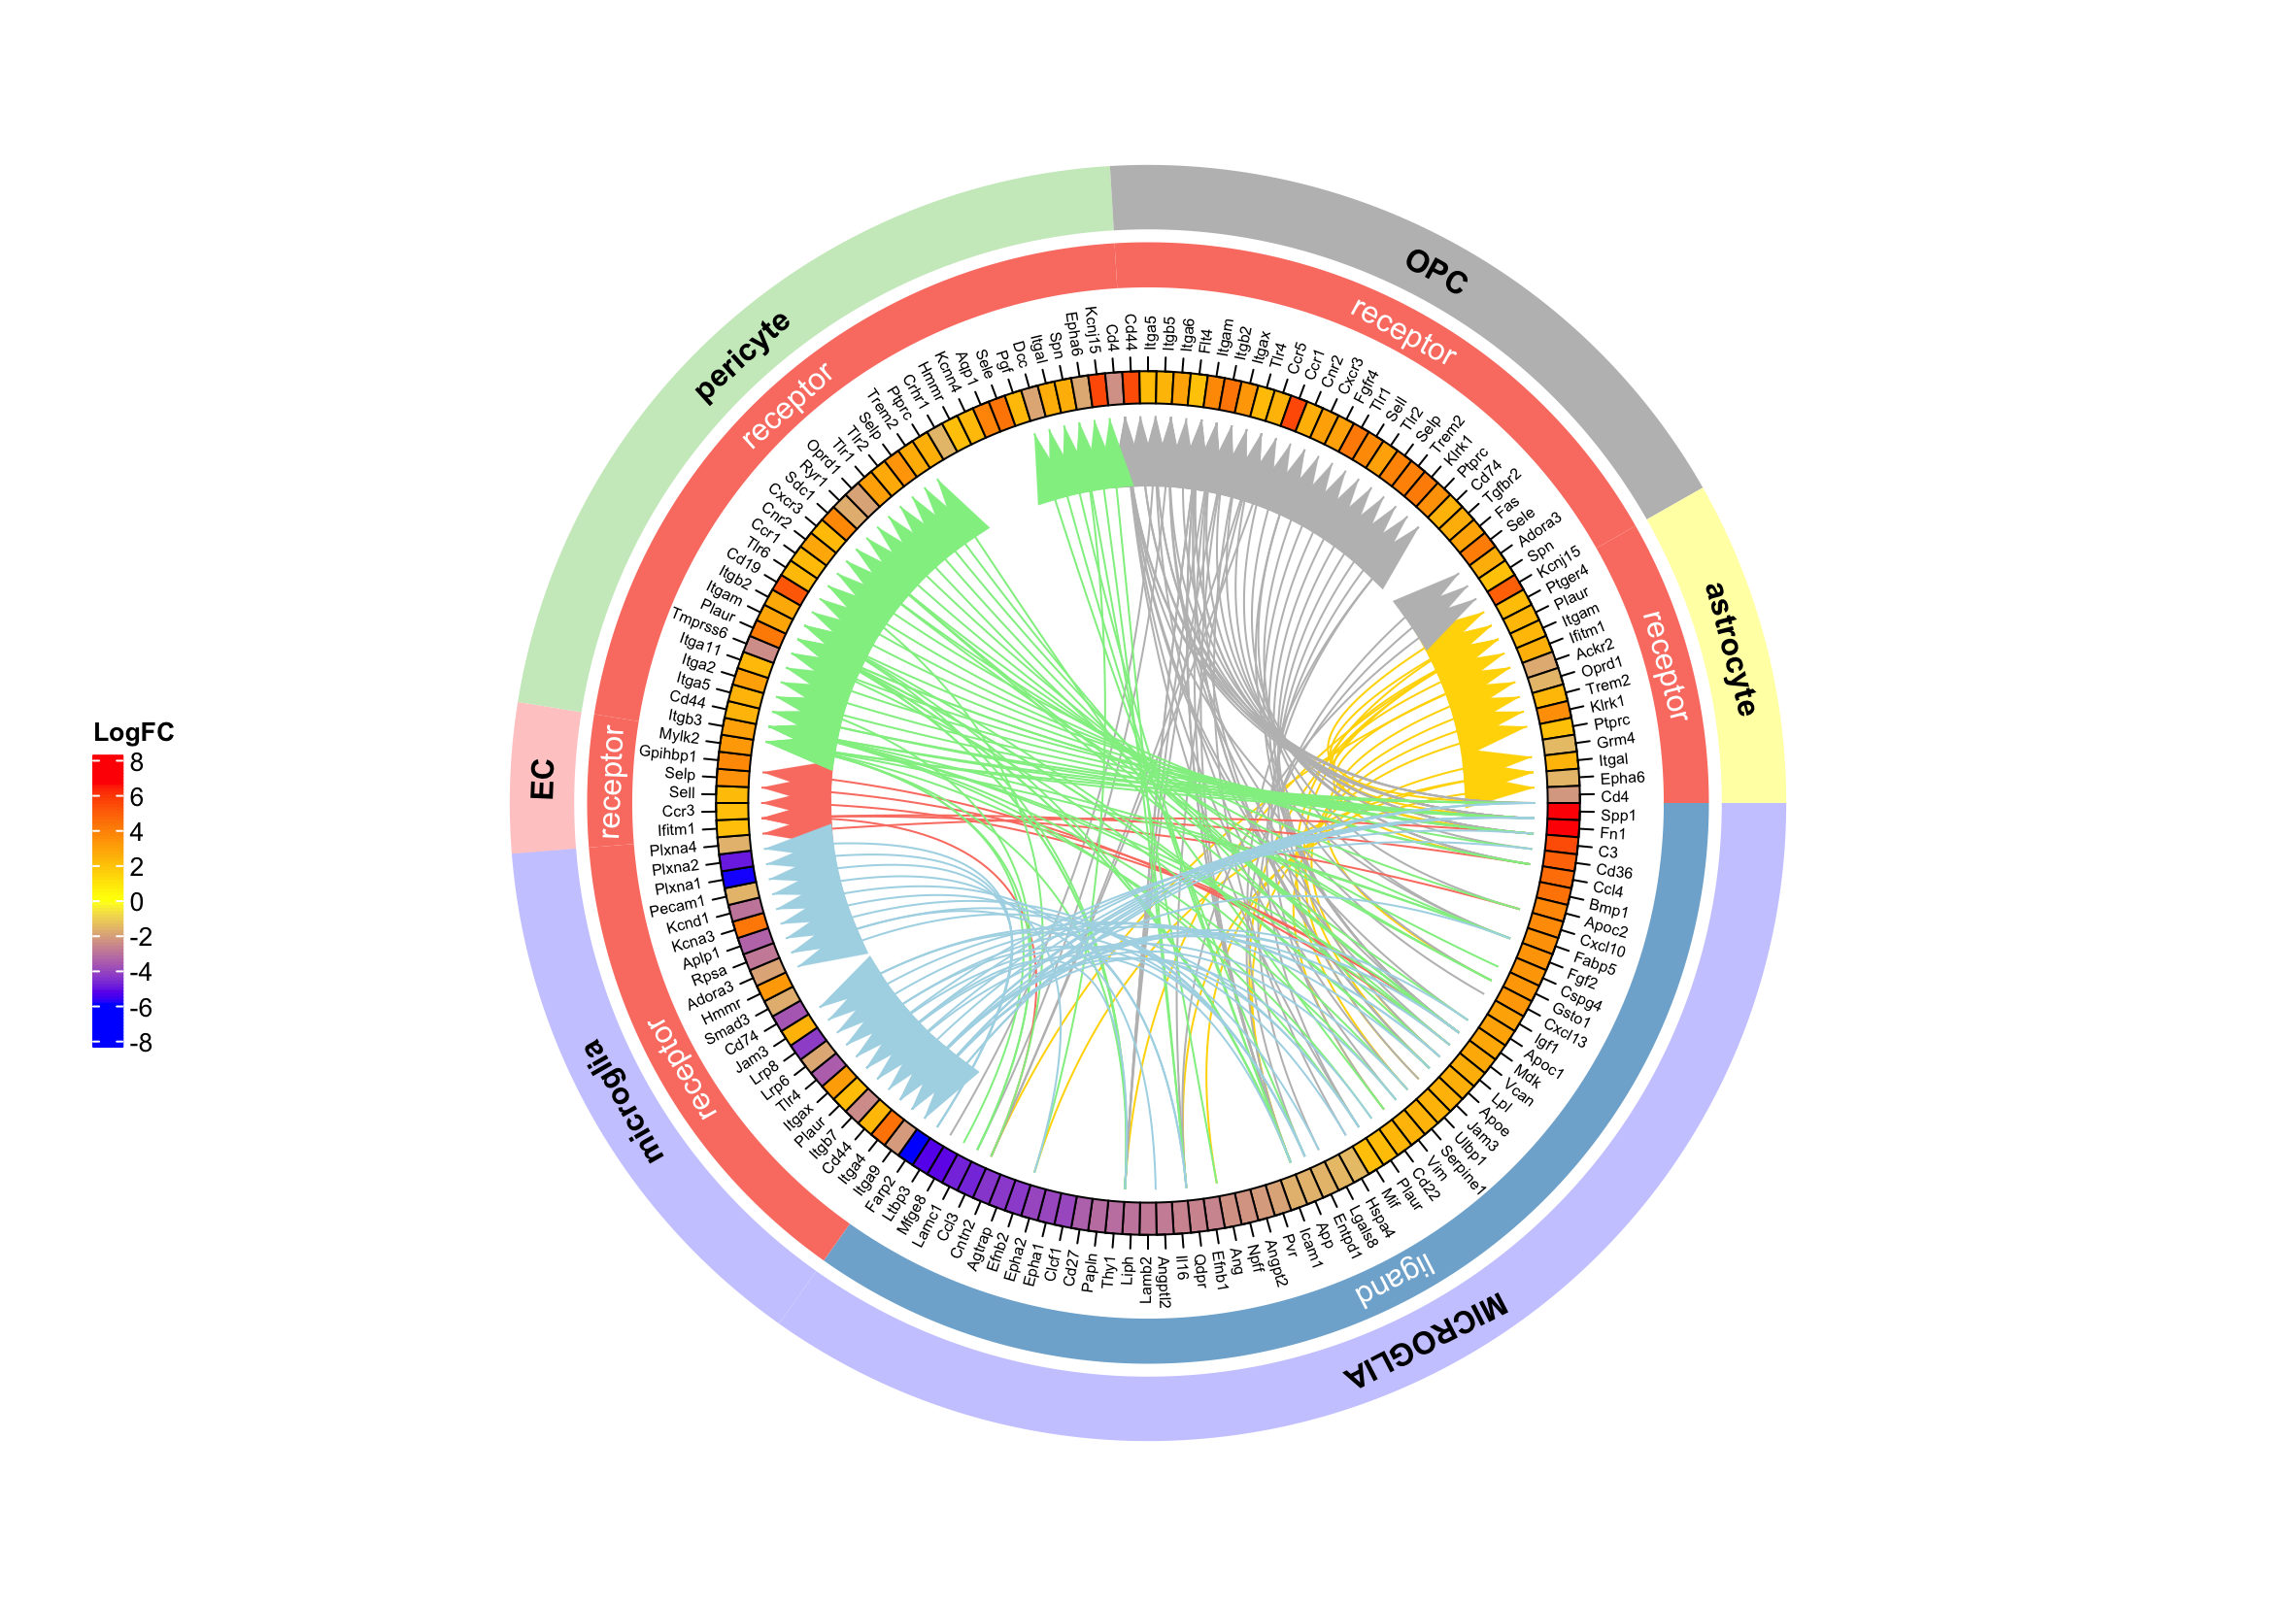 LogFC
8
6
4
2
0
-2
-4
-6
-8
pericyte
OPC
astrocyte
EC
microglia
MICROGLIA
receptor
receptor
receptor
receptor
receptor
ligand
Cd44
Itga5
Itgb5
Itga6
Flt4
Itgam
Itgb2
Itgax
Tlr4
Ccr5
Ccr1
Cnr2
Cxcr3
Fgfr4
Tlr1
Sell
Tlr2
Selp
Trem2
Klrk1
Ptprc
Cd74
Tgfbr2
Fas
Sele
Adora3
Spn
Kcnj15
Ptger4
Plaur
Itgam
Ifitm1
Ackr2
Oprd1
Trem2
Klrk1
Ptprc
Grm4
Itgal
Epha6
Cd4
Spp1
Fn1
C3
Cd36
Ccl4
Bmp1
Apoc2
Cxcl10
Fabp5
Fgf2
Cspg4
Gsto1
Cxcl13
Igf1
Apoc1
Mdk
Vcan
Lpl
Apoe
Jam3
Ulbp1
Serpine1
Vim
Cd22
Plaur
Mif
Hspa4
Lgals8
Entpd1
App
Icam1
Pvr
Angpl2
Npff
Ang
Efnb1
Qdpr
Il16
Angptl2
Lamb2
Liph
Thy1
Papln
Cd27
Clcf1
Epha1
Epha2
Efnb2
Agtrap
Cntn2
Ccl3
Lamc1
Mfge8
Ltbp3
Farp2
Itga9
Itga4
Cd44
Itgb7
Plaur
Itgax
Tlr4
Lrp6
Lrp8
Jam3
Cd74
Smad3
Hmmr
Adora3
Rpsa
Aplp1
Kcna3
Kcnd1
Pecam1
Plxna1
Plxna2
Plxna4
Ifitm1
Ccr3
Sell
Selp
Gpihbp1
Mylk2
Itgb3
Cd44
Itga5
Itga2
Itga11
Tmprss6
Plaur
Itgam
Itgb2
Cd19
Tlr6
Ccr1
Cnr2
Cxcr3
Sdc1
Ryr1
Oprd1
Tlr1
Tlr2
Selp
Trem2
Ptprc
Crhr1
Hmmr
Kcnn4
Aqp1
Sele
Pgf
Dcc
Itgal
Spn
Epha6
Kcnj15
Cd4